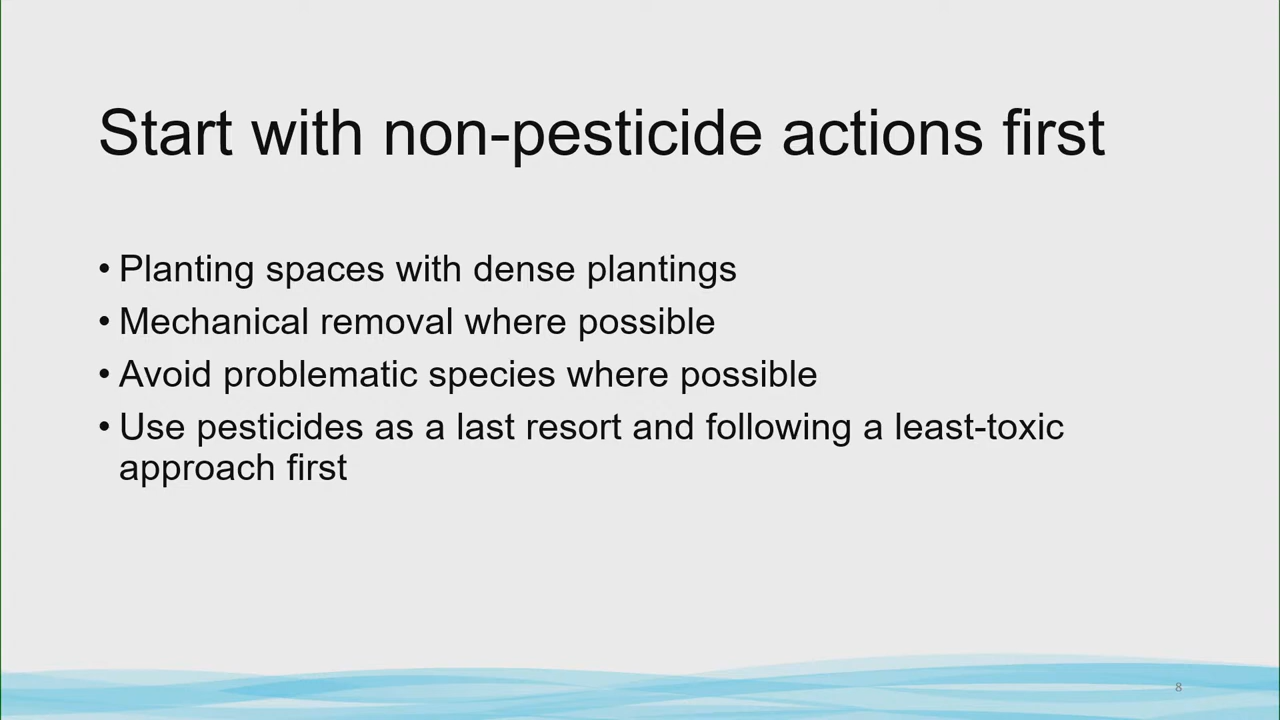 Start with non-pesticide actions first
• Planting spaces with dense plantings
• Mechanical removal where possible
• Avoid problematic species where possible
• Use pesticides as a last resort and following a least-toxic
approach first
8